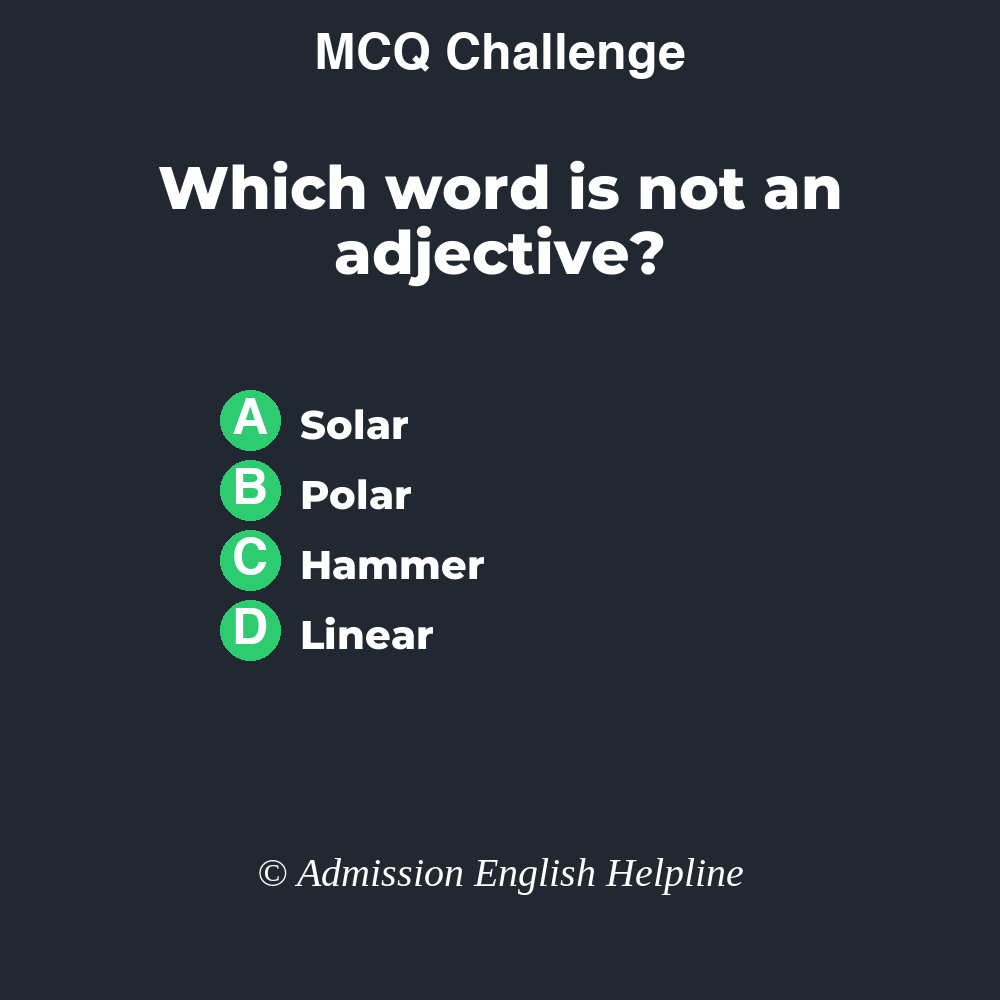 MCQ Challenge
Which word is not an
adjective?
A Solar
B Polar
C Hammer
D Linear
© Admission English Helpline